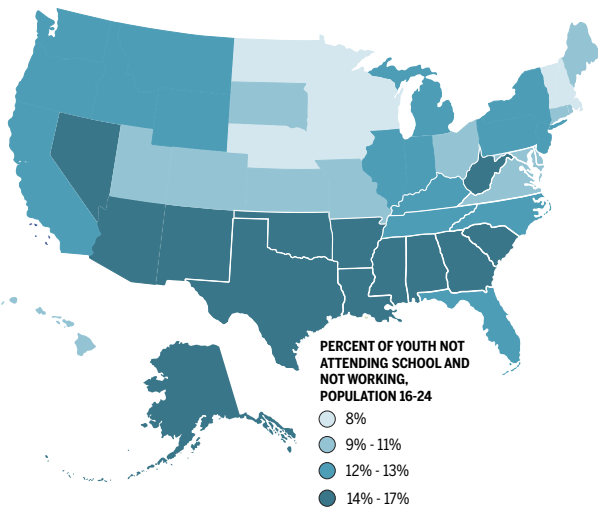 PERCENT OF YOUTH NOT
ATTENDING SCHOOL AND
NOT WORKING,
POPULATION 16-24
8%
9% - 11%
12% - 13%
14% - 17%